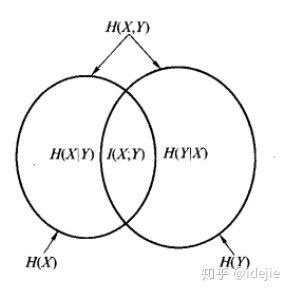 H(X,Y)
H(X|Y) I(X;Y) H(Y|X)
H(X) H(Y)
知乎 @idejie